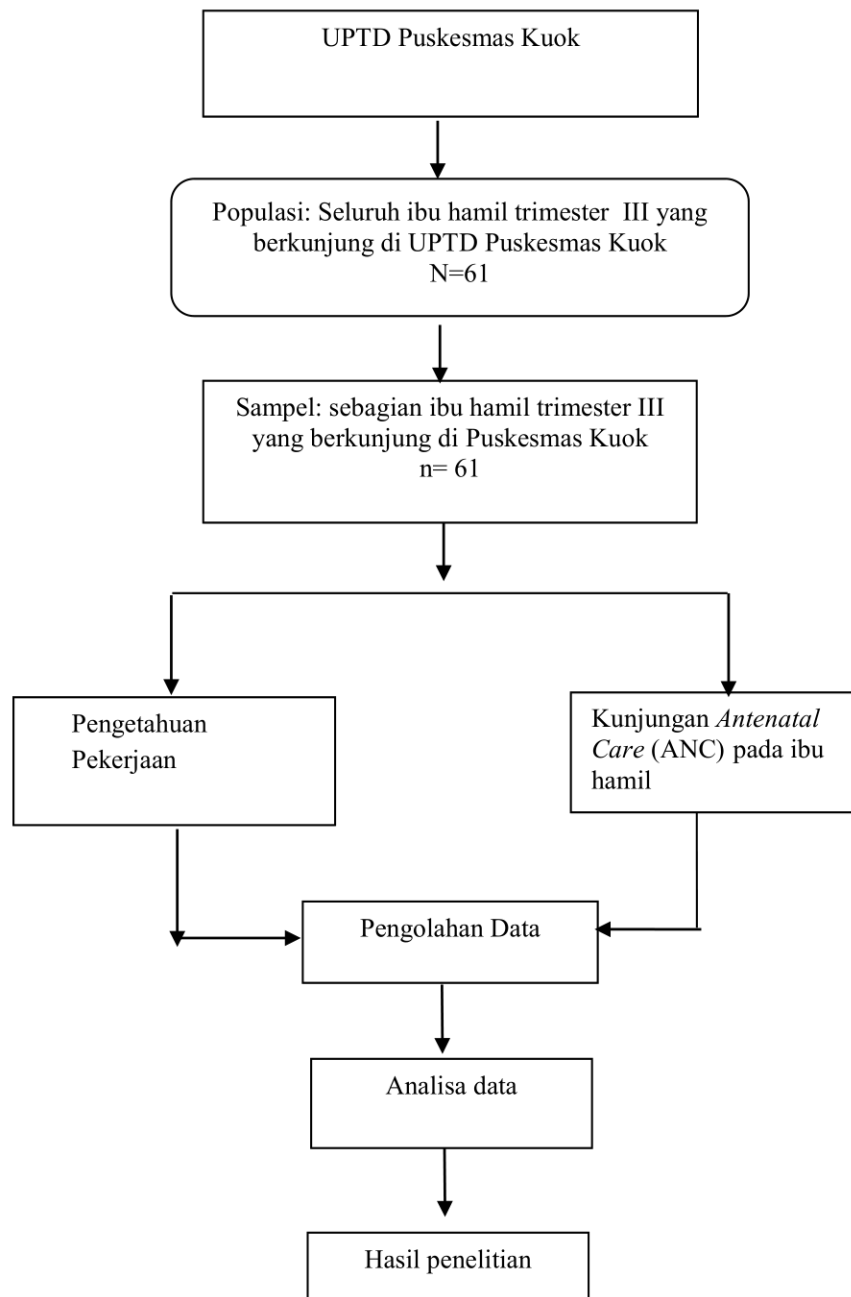 UPTD Puskesmas Kuok
Populasi: Seluruh ibu hamil trimester III yang
berkunjung di UPTD Puskesmas Kuok
N=61
Sampel: sebagian ibu hamil trimester III
yang berkunjung di Puskesmas Kuok
n= 61
Pengetahuan
Pekerjaan
Kunjungan Antenatal
Care (ANC) pada ibu
hamil
Pengolahan Data
Analisa data
Hasil penelitian